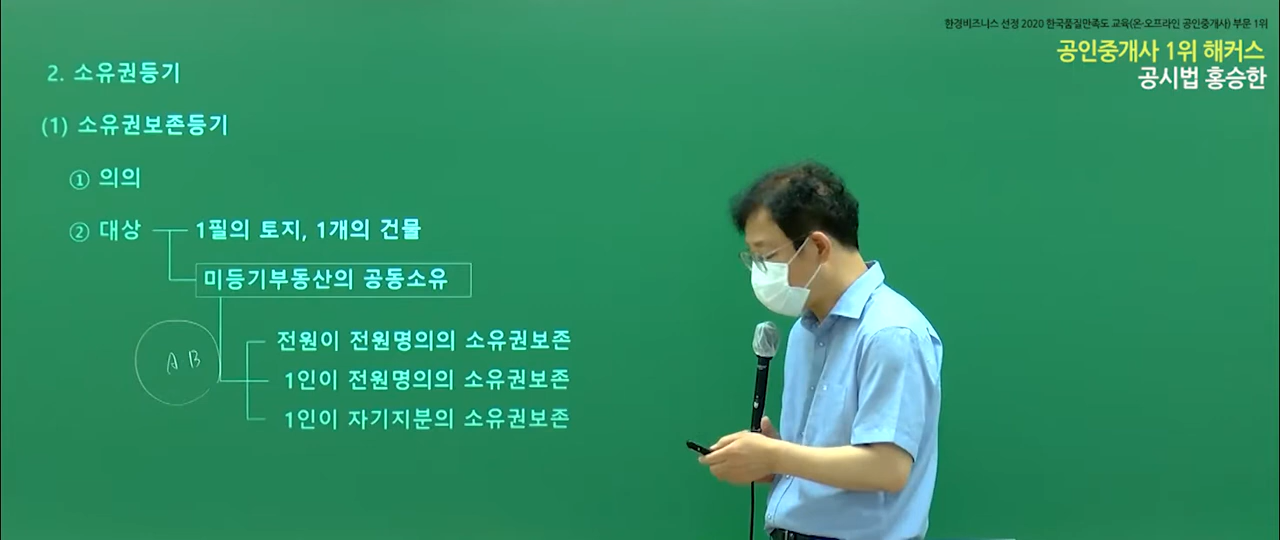 한경비즈니스 선정 2020 한국품질만족도 교육(온·오프라인 공인중개사) 부문 1위
공인중개사 1위 해커스
공시법 홍승한
2. 소유권등기
(1) 소유권보존등기
① 의의
② 대상 1필의 토지, 1개의 건물
미등기부동산의 공동소유
전원이 전원명의의 소유권보존
A B
1인이 전원명의의 소유권보존
1인이 자기지분의 소유권보존